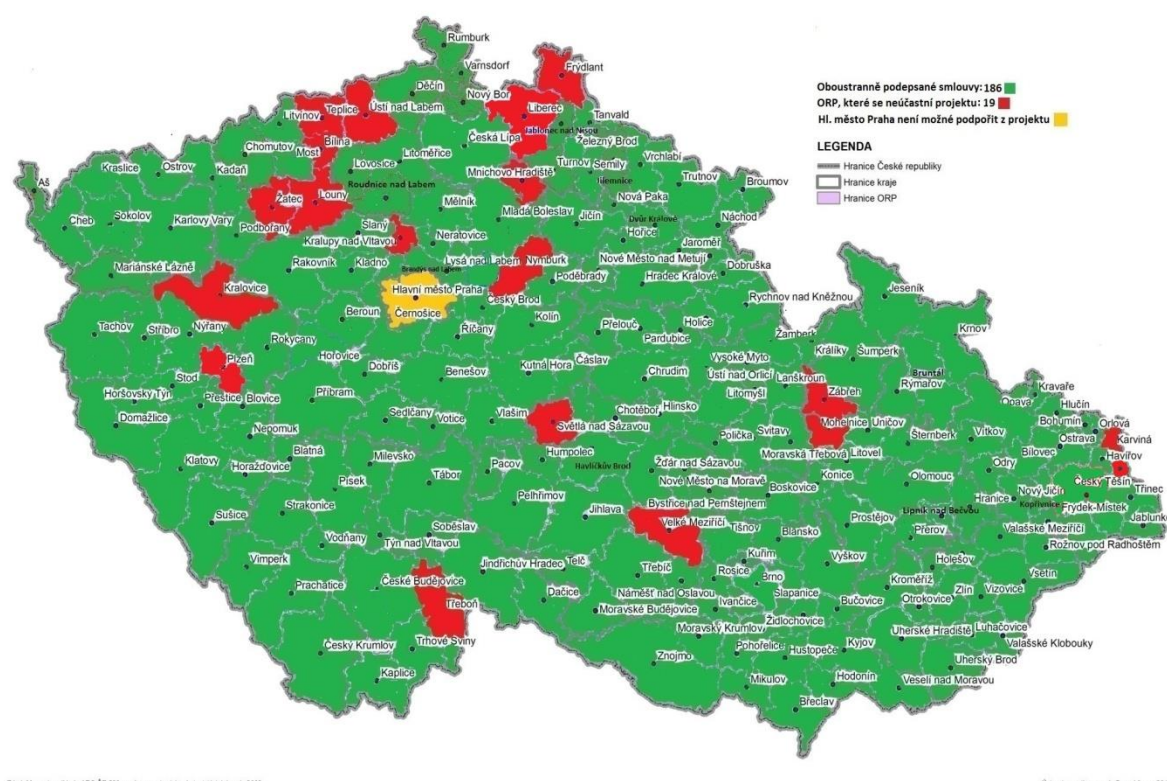 Rumburk
Varnsdorf
Frýdlant
Děčín
Nový Bor
Litvínov
Teplice
Ústí nad Labem
Liberec
Tanvald
Jablonec nad Nisou
Oboustranně podepsané smlouvy: 186
ORP, které se neúčastní projektu: 19
Hl. město Praha není možné podpořit z projektu
LEGENDA
Hranice České republiky
Hranice kraje
Hranice ORP
Bílina
Česká Lípa
Železný Brod
Chomutov
Most
Lovosice
Litoměřice
Turnov
Semily
Vrchlabí
Kraslice
Ostrov
Kadaň
Mnichovo Hradiště
Jilemnice
Trutnov
Broumov
Aš
Roudnice nad Labem
Žatec
Louny
Mělník
Mladá Boleslav
Jičín
Nová Paka
Dvůr Králové
Náchod
Cheb
Sokolov
Karlovy Vary
Podbořany
Slaný
Kralupy nad Vltavou
Neratovice
Hořice
Jaroměř
Mariánské Lázně
Rakovník
Kladno
Brandýs nad Labem
Lysá nad Labem
Nymburk
Poděbrady
Nové Město nad Metují
Hradec Králové
Dobruška
Kralovice
Hlavní město Praha
Černošice
Český Brod
Rychnov nad Kněžnou
Jeseník
Tachov
Stříbro
Nýřany
Rokycany
Beroun
Říčany
Kolín
Přelouč
Pardubice
Holice
Žamberk
Králíky
Šumperk
Krnov
Plzeň
Hořovice
Dobříš
Benešov
Kutná Hora
Čáslav
Chrudim
Vysoké Mýto
Ústí nad Orlicí
Lanškroun
Litomyšl
Bruntál
Rýmařov
Kravaře
Opava
Hlučín
Stod
Horšovský Týn
Přeštice
Blovice
Příbram
Sedlčany
Votice
Vlašim
Světlá nad Sázavou
Chotěboř
Hlinsko
Zábřeh
Mohelnice
Uničov
Bohumín
Orlová
Ostrava
Karviná
Domažlice
Nepomuk
Polička
Svitavy
Šternberk
Vítkov
Bílovec
Havířov
Klatovy
Blatná
Horažďovice
Milevsko
Tábor
Pacov
Humpolec
Havlíčkův Brod
Žďár nad Sázavou
Moravská Třebová
Litovel
Odry
Český Těšín
Písek
Nové Město na Moravě
Boskovice
Konice
Olomouc
Hranice
Nový Jičín
Třinec
Strakonice
Pelhřimov
Bystřice nad Pernštejnem
Kopřivnice
Frydek-Místek
Sušice
Soběslav
Jihlava
Velké Meziříčí
Tišnov
Blansko
Prostějov
Lipník nad Bečvou
Přerov
Valašské Meziříčí
Jablunk
Vodňany
Týn nad Vltavou
Rožnov pod Radhoštěm
Vimperk
Jindřichův Hradec
Telč
Třebíč
Kuřim
Rosice
Brno
Vyškov
Holešov
Vsetín
Prachatice
České Budějovice
Dačice
Náměšť nad Oslavou
Ivančice
Šlapanice
Bučovice
Kroměříž
Otrokovice
Zlín
Vizovice
Třeboň
Moravské Budějovice
Židlochovice
Luhačovice
Trhové Sviny
Český Krumlov
Moravský Krumlov
Pohořelice
Hustopeče
Kyjov
Uherské Hradiště
Valašské Klobouky
Kaplice
Znojmo
Uherský Brod
Mikulov
Hodonín
Veselí nad Moravou
Břeclav